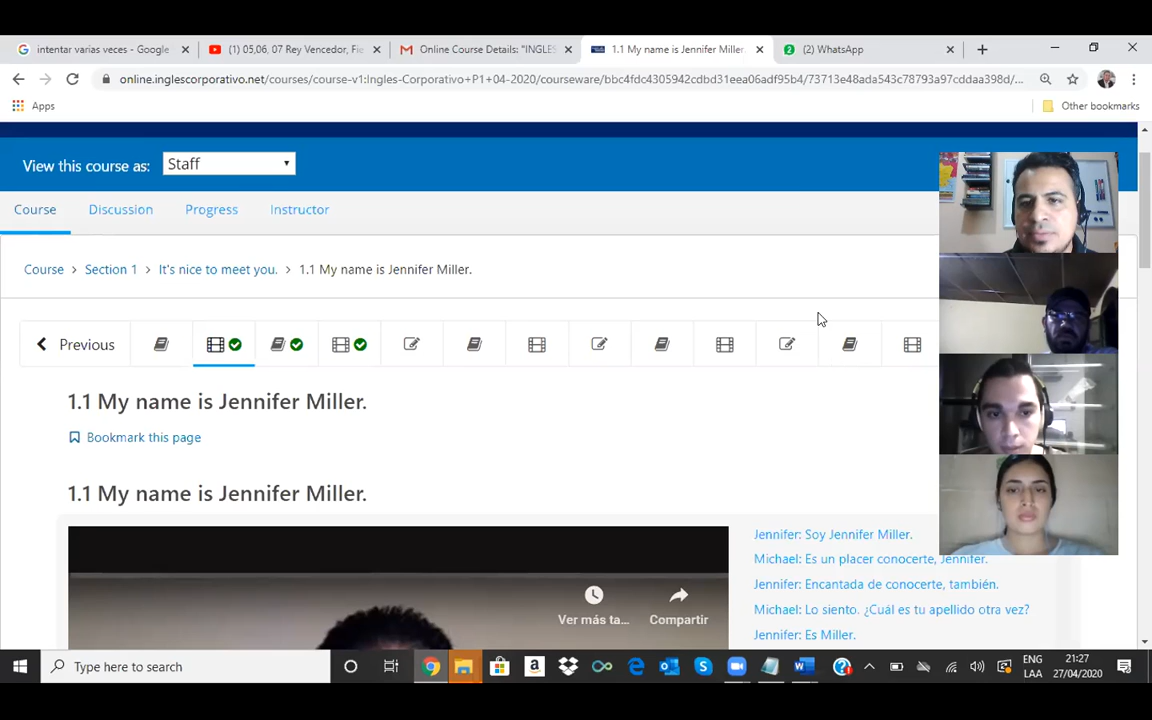 intentar varias veces - Google
(1) 05,06, 07 Rey Vencedor, Fie
Online Course Details: "INGLES
1.1 My name is Jennifer Miller.
(2) WhatsApp
online.inglescorporativo.net/courses/course-v1:Ingles-Corporativo+P1+04-2020/courseware/bbc4fdc4305942cdbd31eea06adf95b4/73713e48ada543c78793a97cddaa398d/...
Apps
Other bookmarks
View this course as:
Staff
Course
Discussion
Progress
Instructor
Course > Section 1 > It's nice to meet you. > 1.1 My name is Jennifer Miller.
Previous
1.1 My name is Jennifer Miller.
Bookmark this page
1.1 My name is Jennifer Miller.
Ver más ta...
Compartir
Jennifer: Soy Jennifer Miller.
Michael: Es un placer conocerte, Jennifer.
Jennifer: Encantada de conocerte, también.
Michael: Lo siento. ¿Cuál es tu apellido otra vez?
Jennifer: Es Miller.
Type here to search
ENG
LAA
21:27
27/04/2020